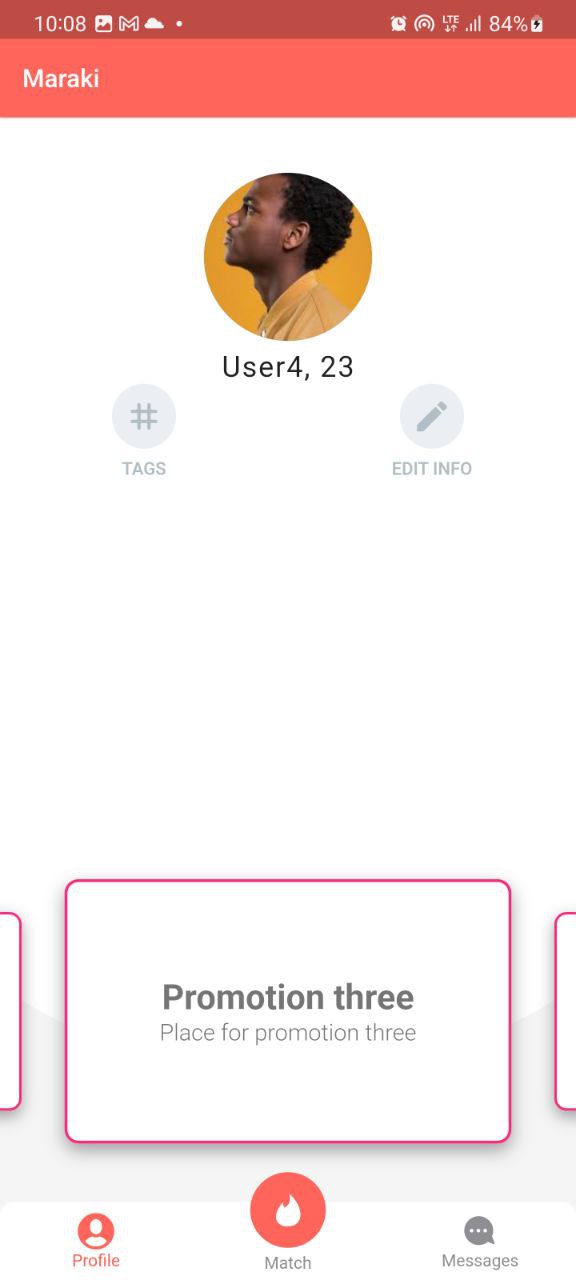 10:08 LTE 84%
Maraki
User4, 23
TAGS EDIT INFO
Promotion three
Place for promotion three
Profile Match Messages